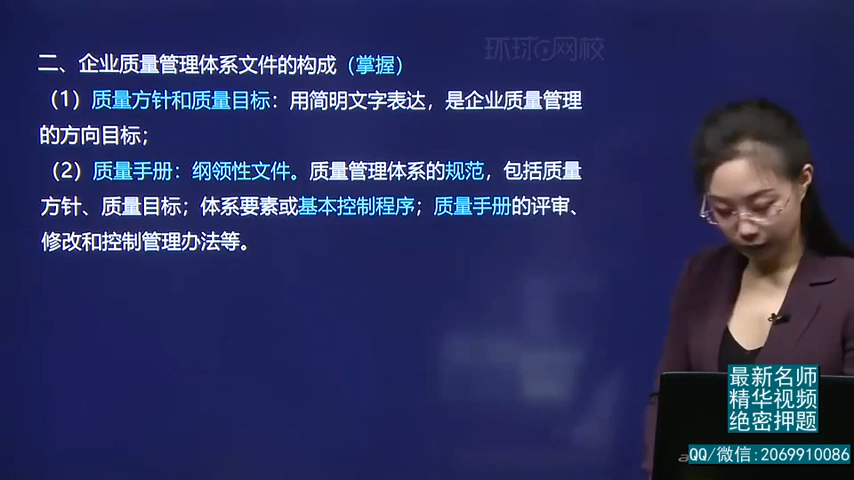 环球网校
二、企业质量管理体系文件的构成（掌握）
（1）质量方针和质量目标：用简明文字表达，是企业质量管理
的方向目标；
（2）质量手册：纲领性文件。质量管理体系的规范，包括质量
方针、质量目标；体系要素或基本控制程序；质量手册的评审、
修改和控制管理办法等。
最新名师
精华视频
绝密押题
QQ/微信:2069910086